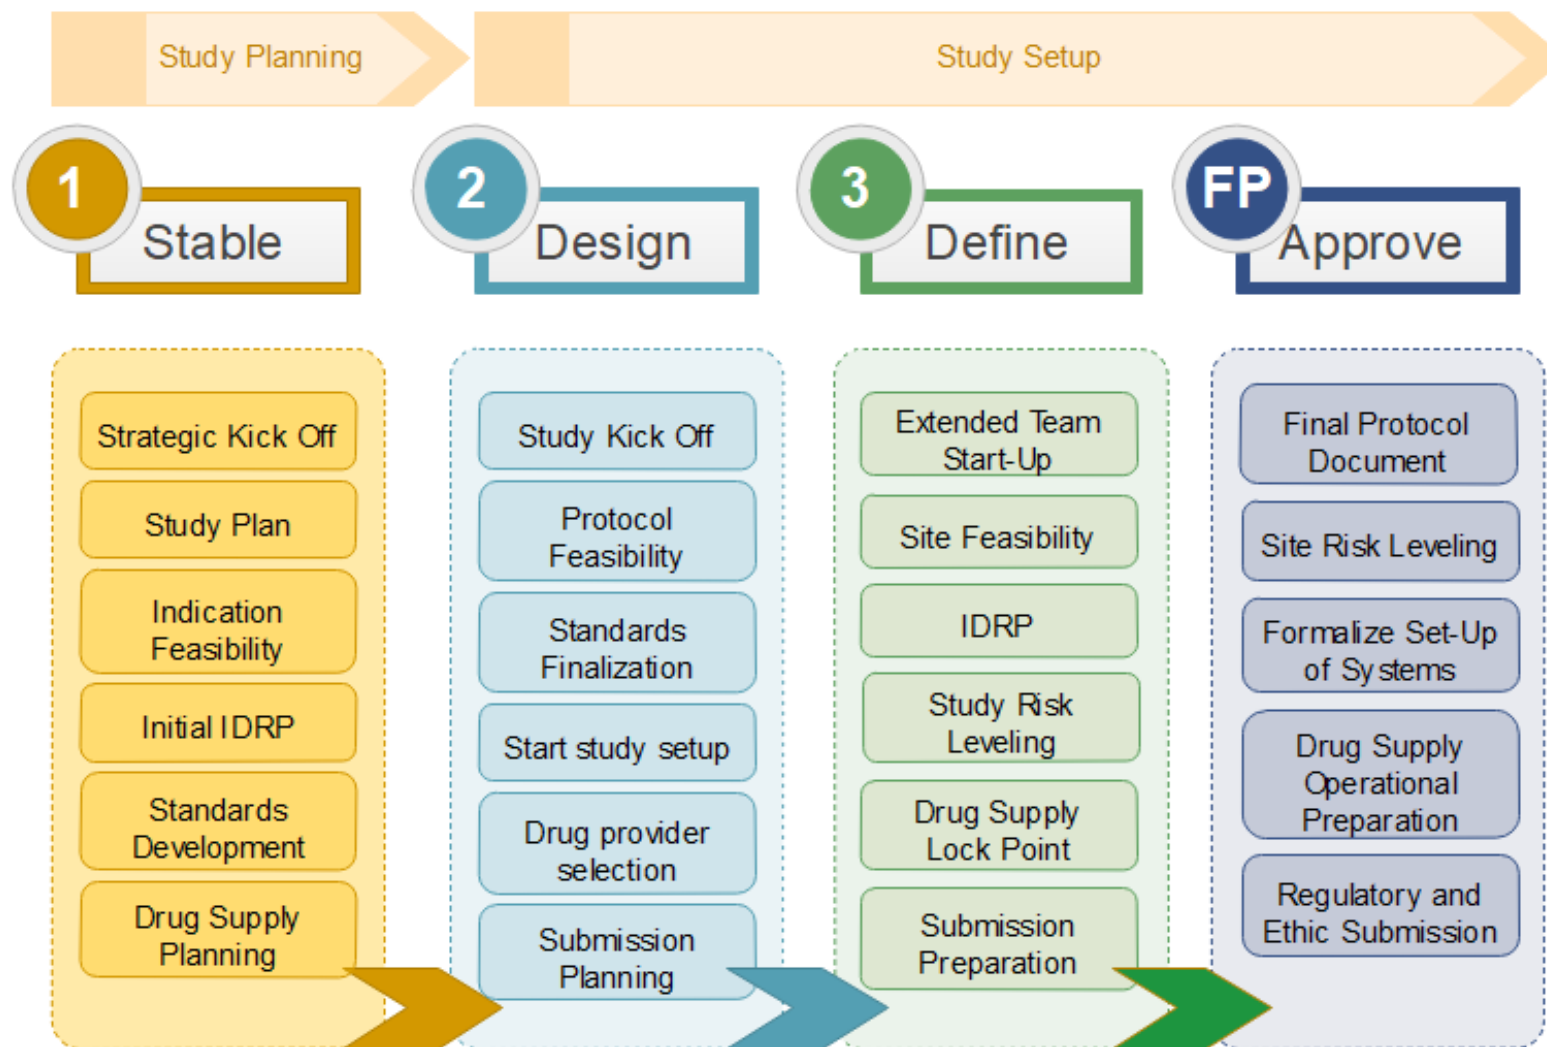 Study Planning
Study Setup
1
Stable
2
Design
3
Define
FP
Approve
Strategic Kick Off
Study Plan
Indication
Feasibility
Initial IDRP
Standards
Development
Drug Supply
Planning
Study Kick Off
Protocol
Feasibility
Standards
Finalization
Start study setup
Drug provider
selection
Submission
Planning
Extended Team
Start-Up
Site Feasibility
IDRP
Study Risk
Leveling
Drug Supply
Lock Point
Submission
Preparation
Final Protocol
Document
Site Risk Leveling
Formalize Set-Up
of Systems
Drug Supply
Operational
Preparation
Regulatory and
Ethic Submission